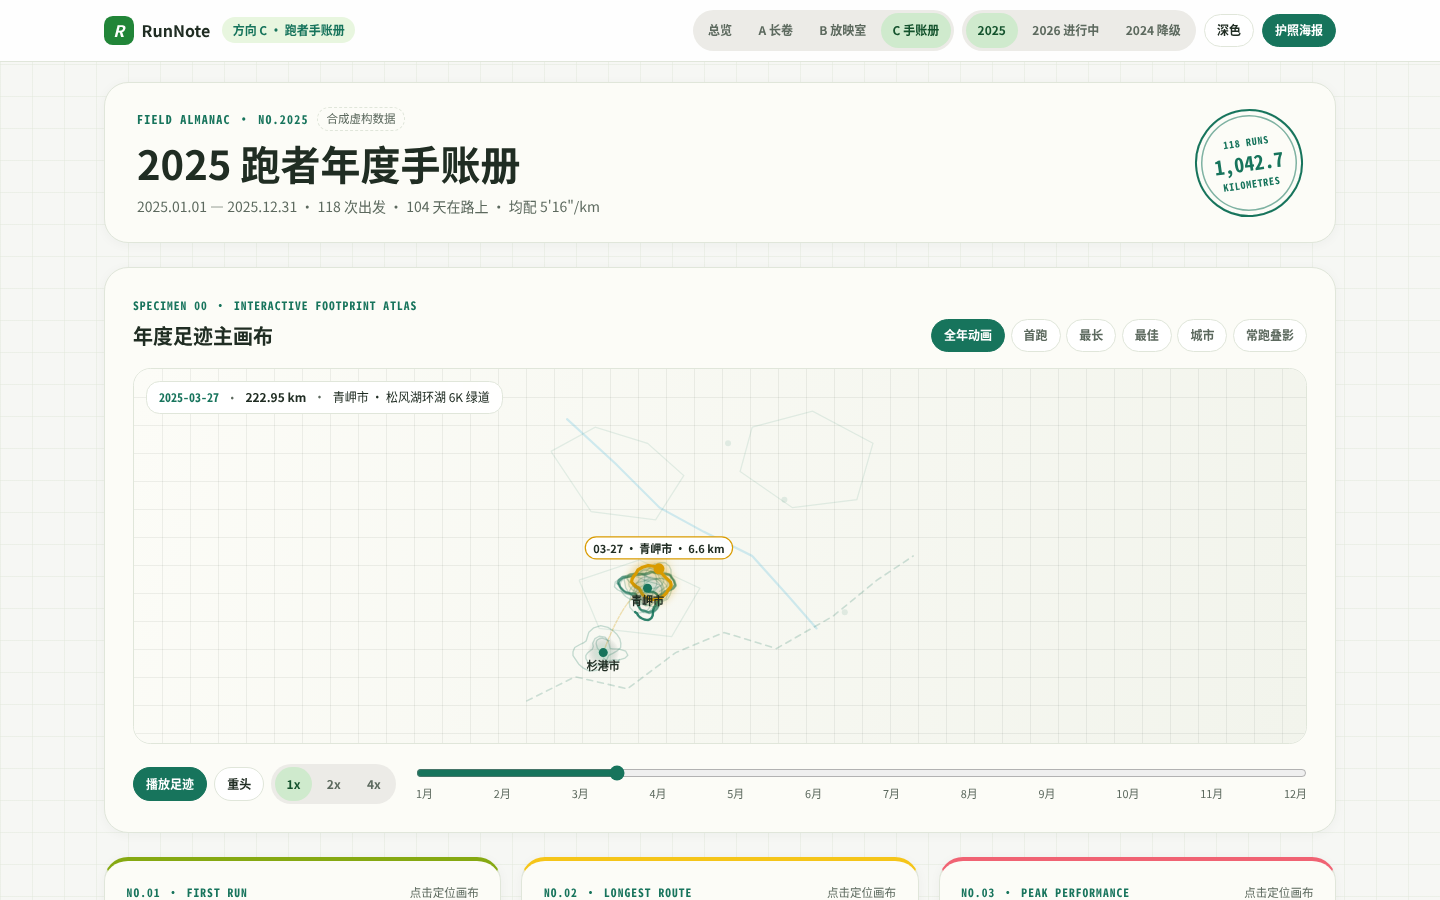 R RunNote 方向 C · 跑者手账册 总览 A 长卷 B 放映室 C 手账册 2025 2026 进行中 2024 降级 深色 护照海报
FIELD ALMANAC · NO.2025 合成虚构数据
2025 跑者年度手账册
2025.01.01 — 2025.12.31 · 118 次出发 · 104 天在路上 · 均配 5'16"/km
118 RUNS
1,042.7
KILOMETRES
SPECIMEN 00 · INTERACTIVE FOOTPRINT ATLAS
年度足迹主画布
全年动画 首跑 最长 最佳 城市 常跑叠影
2025-03-27 · 222.95 km · 青岬市 · 松风湖环湖 6K 绿道
03-27 · 青岬市 · 6.6 km
青岬市
杉港市
播放足迹 重头 1x 2x 4x
1月 2月 3月 4月 5月 6月 7月 8月 9月 10月 11月 12月
NO.01 · FIRST RUN 点击定位画布
NO.02 · LONGEST ROUTE 点击定位画布
NO.03 · PEAK PERFORMANCE 点击定位画布